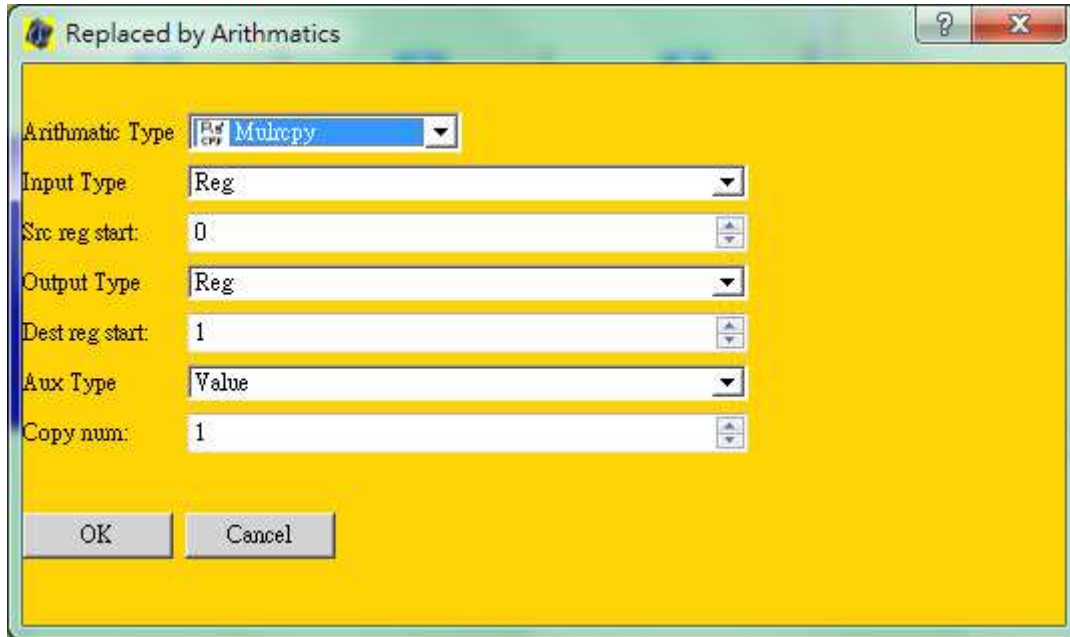 Replaced by Arithmatics
Arithmatic Type Mulrcpy
Input Type Reg
Src reg start: 0
Output Type Reg
Dest reg start: 1
Aux Type Value
Copy num: 1
OK Cancel